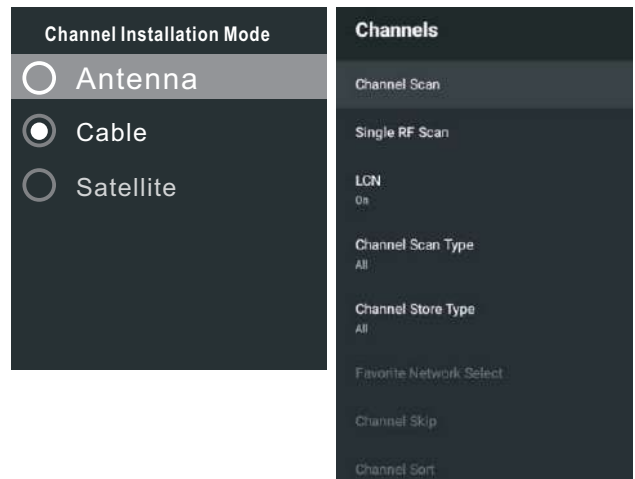 Channel Installation Mode
Antenna
Cable
Satellite
Channels
Channel Scan
Single RF Scan
LCN
On
Channel Scan Type
All
Channel Store Type
All
Favorite Network Select
Channel Skip
Channel Sort